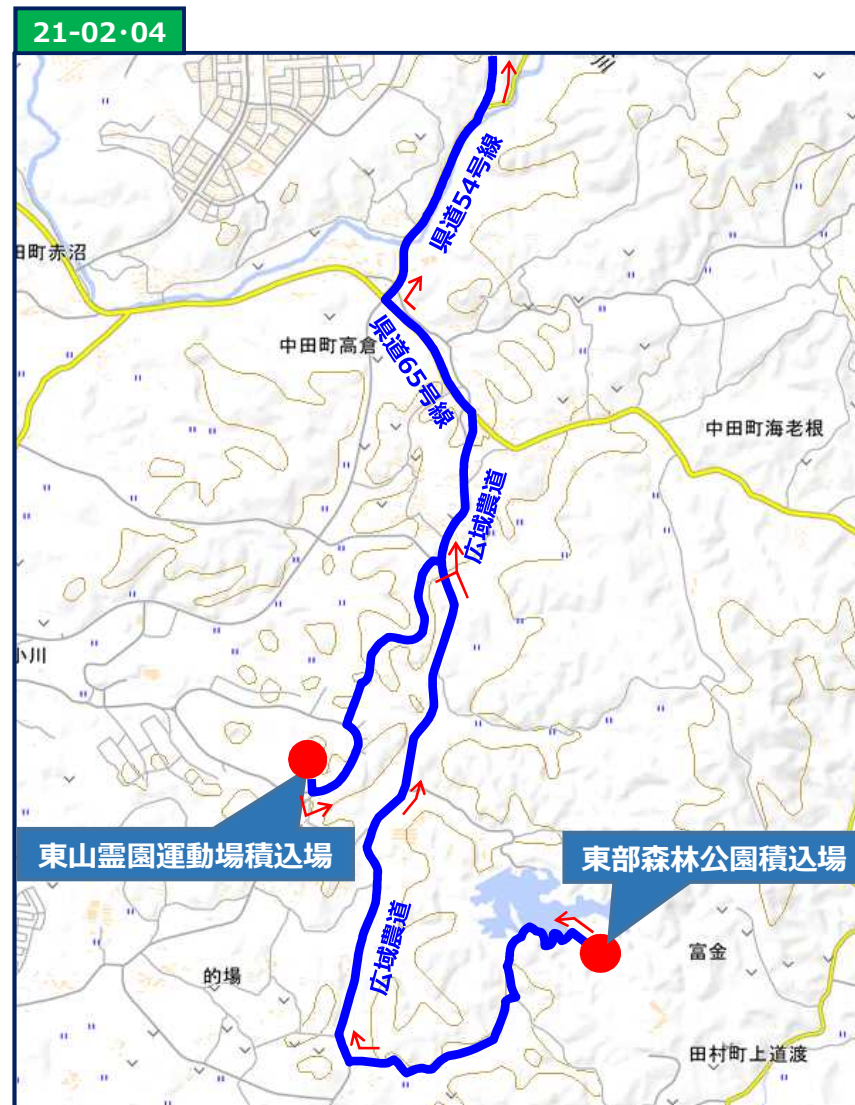 21-02・04
川
県道54号線
田町赤沼
中田町高倉
県道65号線
中田町海老根
広域農道
小川
東山霊園運動場積込場
東部森林公園積込場
広域農道
富金
的場
田村町上道渡